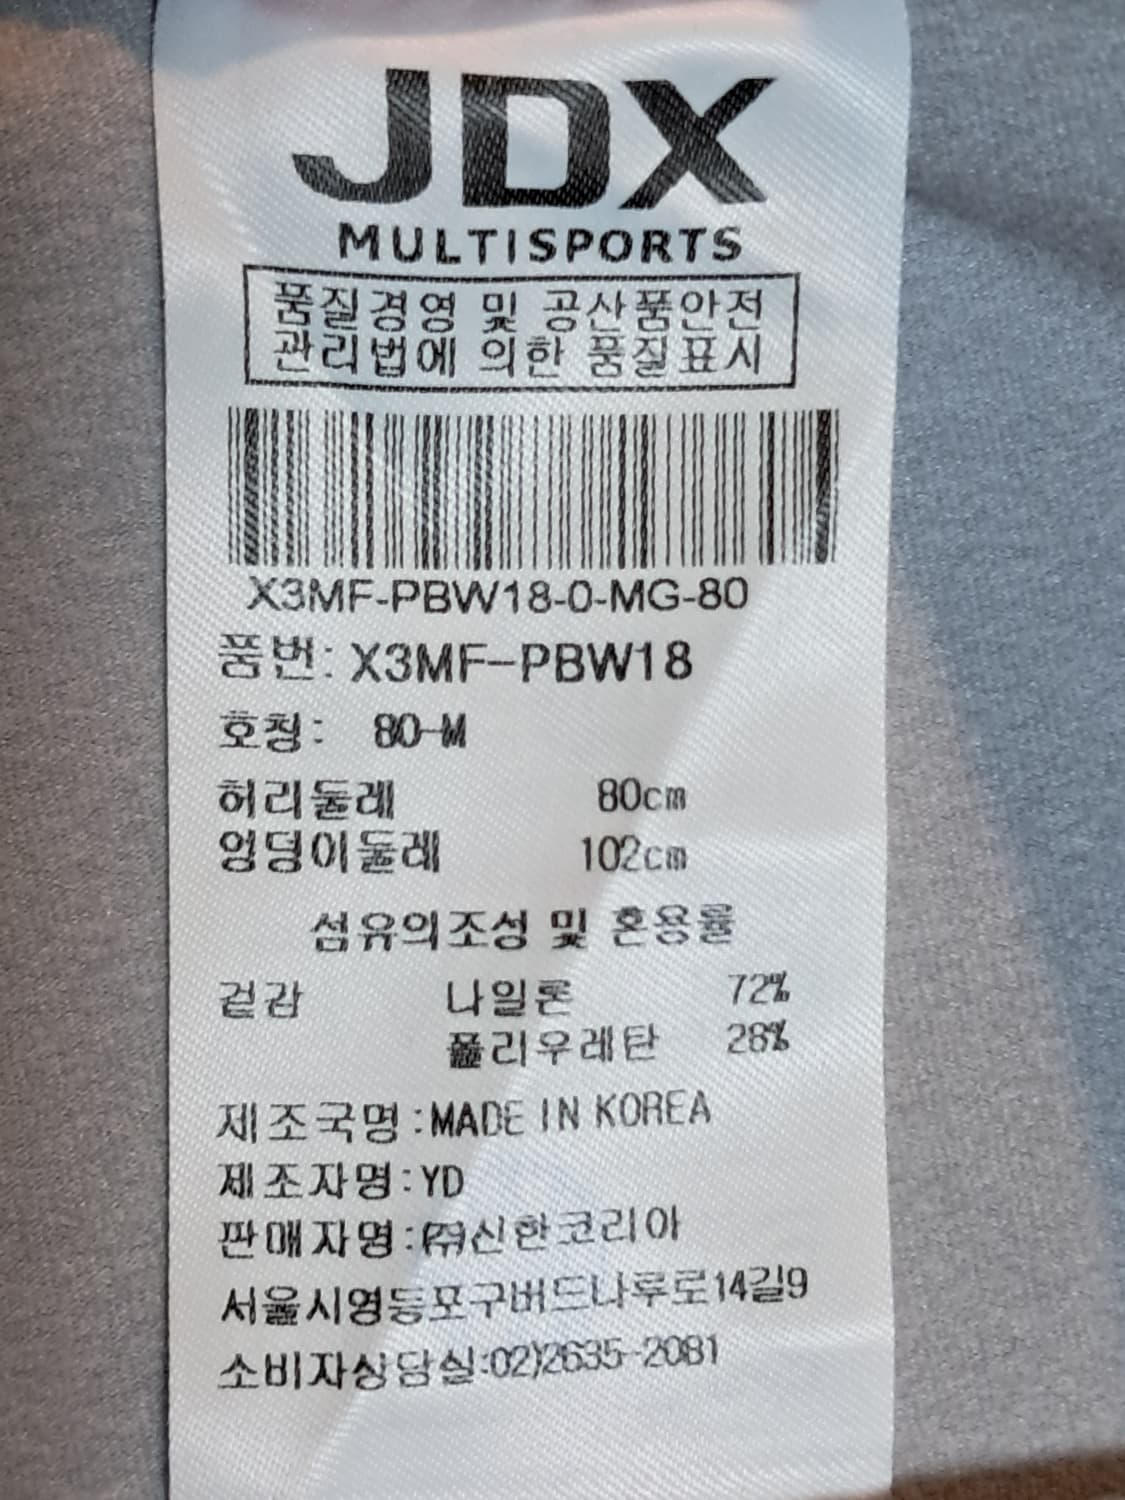 JDX
MULTISPORTS
품질경영 및 공산품안전
관리법에 의한 품질표시
X3MF-PBW18-0-MG-80
품번: X3MF-PBW18
호칭: 80-M
허리둘레 80cm
엉덩이둘레 102cm
섬유의조성 및 혼용률
겉감 나일론 72%
폴리우레탄 28%
제조국명:MADE IN KOREA
제조자명:YD
판매자명:㈜신한코리아
서울시영등포구버드나루로14길9
소비자상담실:02)2635-2081